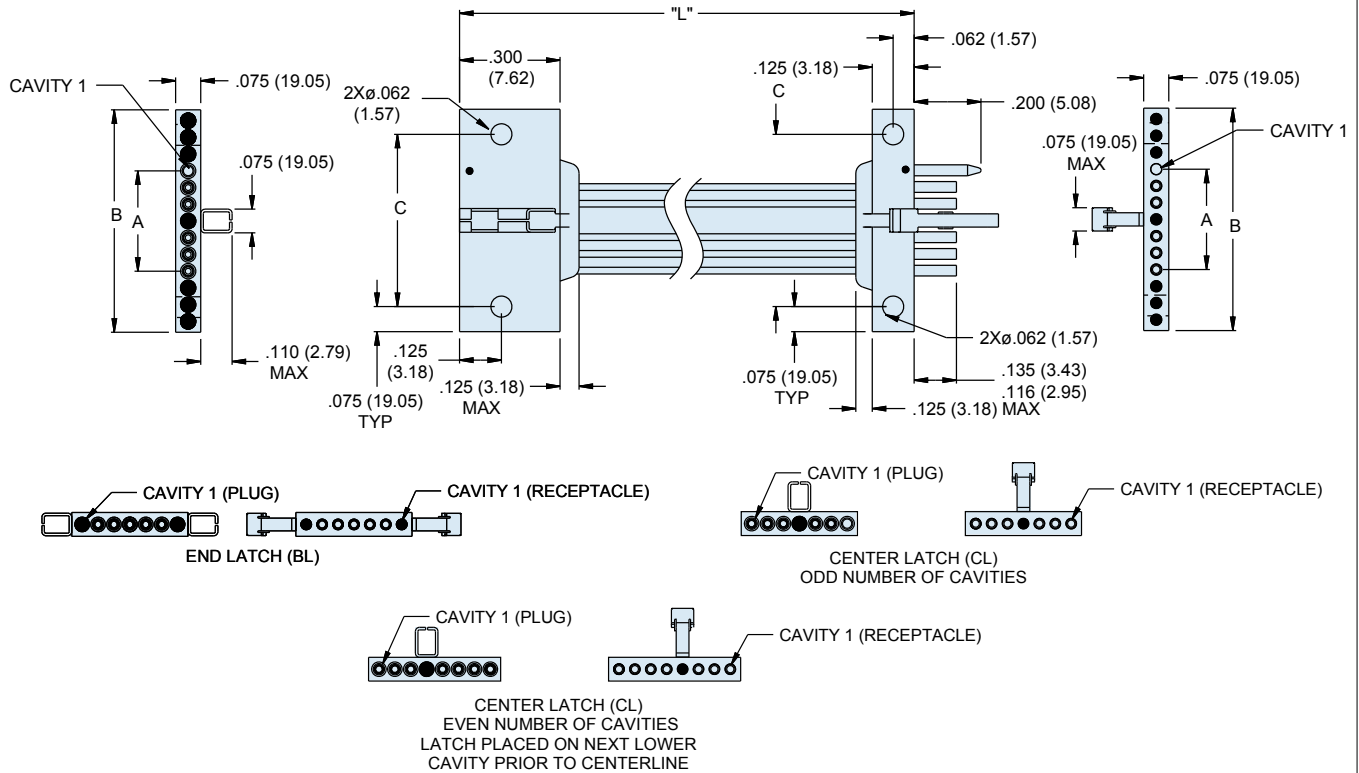 "L"
.062 (1.57)
.300
(7.62)
.125 (3.18)
C
.075 (19.05)
CAVITY 1
2Xø.062
(1.57)
.200 (5.08)
.075 (19.05)
CAVITY 1
.075 (19.05)
.075 (19.05)
MAX
B
A
C
A
B
.110 (2.79)
MAX
.125
(3.18)
.075 (19.05)
TYP
.125 (3.18)
MAX
2Xø.062 (1.57)
.075 (19.05)
TYP
.135 (3.43)
.116 (2.95)
.125 (3.18) MAX
CAVITY 1 (PLUG)
CAVITY 1 (RECEPTACLE)
END LATCH (BL)
CAVITY 1 (PLUG)
CAVITY 1 (RECEPTACLE)
CENTER LATCH (CL)
ODD NUMBER OF CAVITIES
CAVITY 1 (PLUG)
CAVITY 1 (RECEPTACLE)
CENTER LATCH (CL)
EVEN NUMBER OF CAVITIES
LATCH PLACED ON NEXT LOWER
CAVITY PRIOR TO CENTERLINE